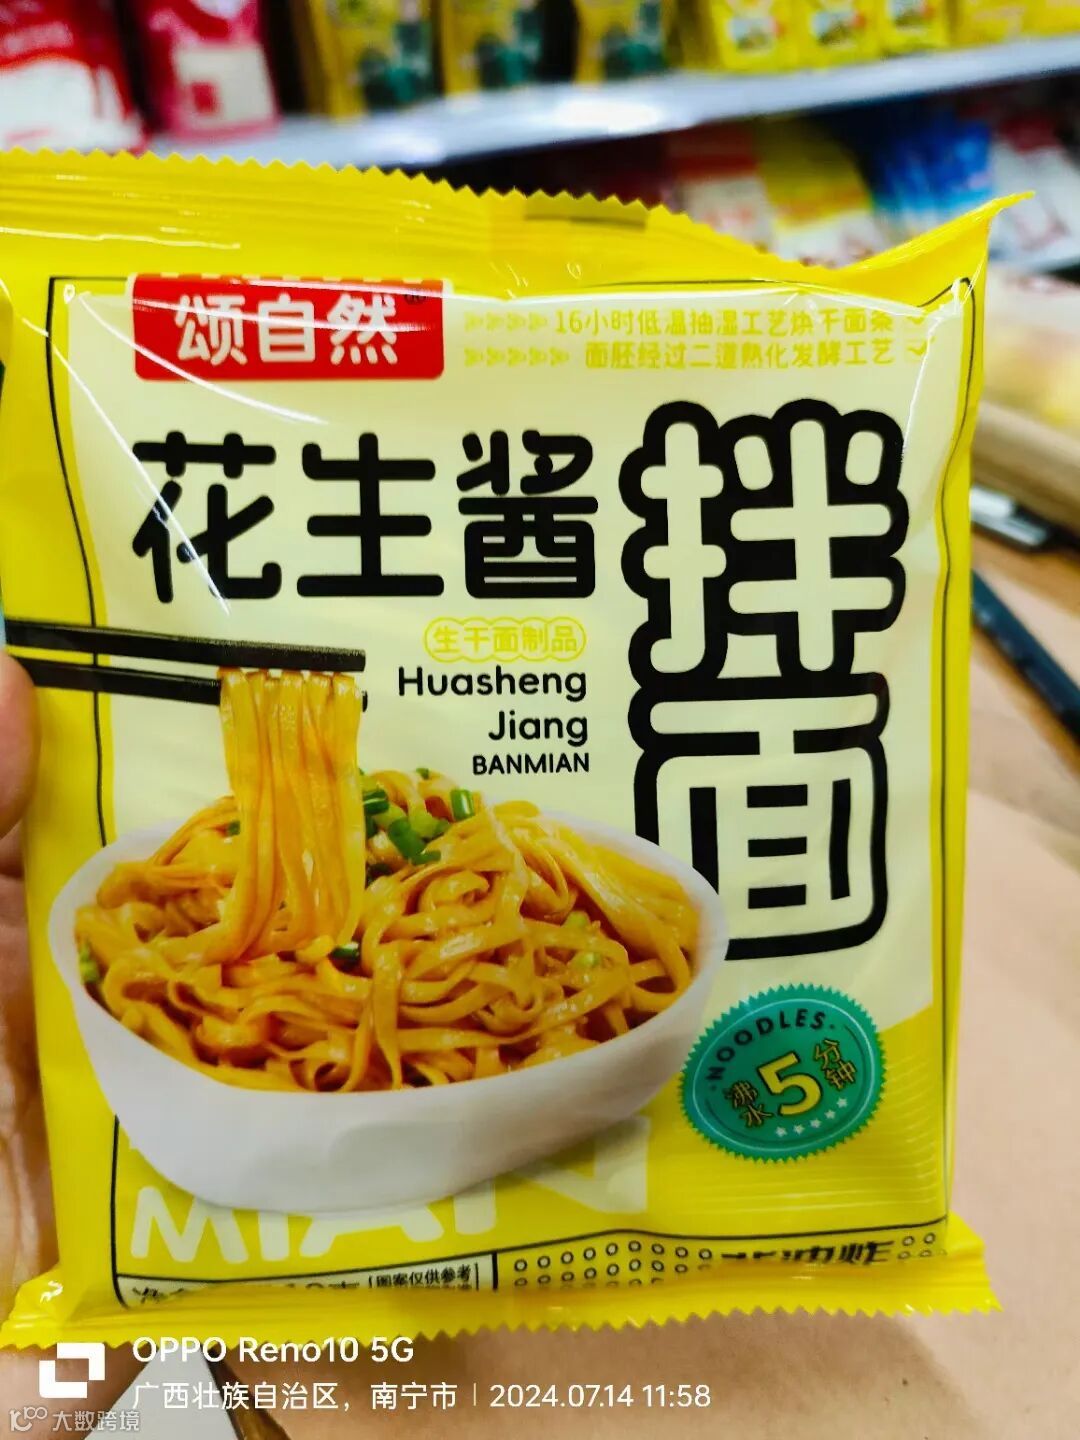 颂自然®
16小时低温抽湿工艺烘干面条
面胚经过二道熟化发酵工艺
花生酱
拌面
生干面制品
Huasheng
Jiang
BANMIAN
NOODLES
沸水5分钟
MIAN
图案仅供参考
非油炸
OPPO Reno10 5G
广西壮族自治区，南宁市 | 2024.07.14 11:58
大数跨境